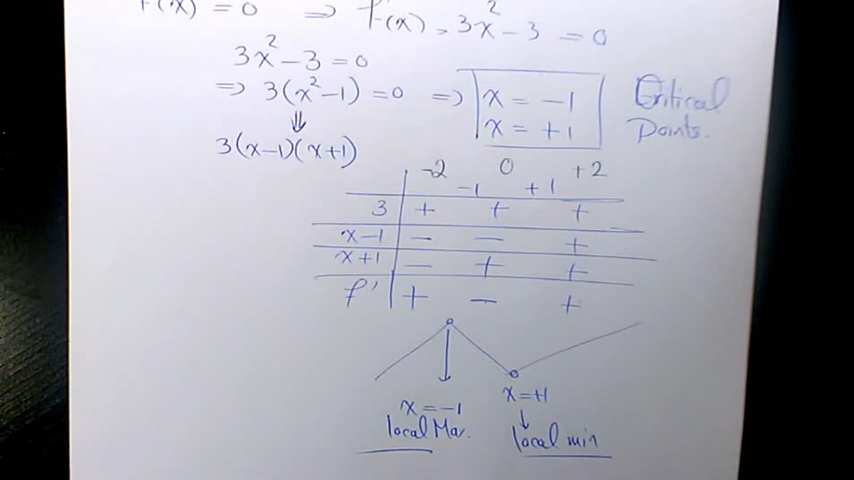 f'(x) = 0 ⇒ f'(x) = 3x² - 3 = 0
3x² - 3 = 0
⇒ 3(x² - 1) = 0 ⇒ x = -1
x = +1
Critical
Points.
⇓
3(x-1)(x+1)
-2 0 +2
-1 +1
3 + + +
x-1 - - +
x+1 - + +
f' + - +
x = -1
local Max.
x = +1
↓
local min